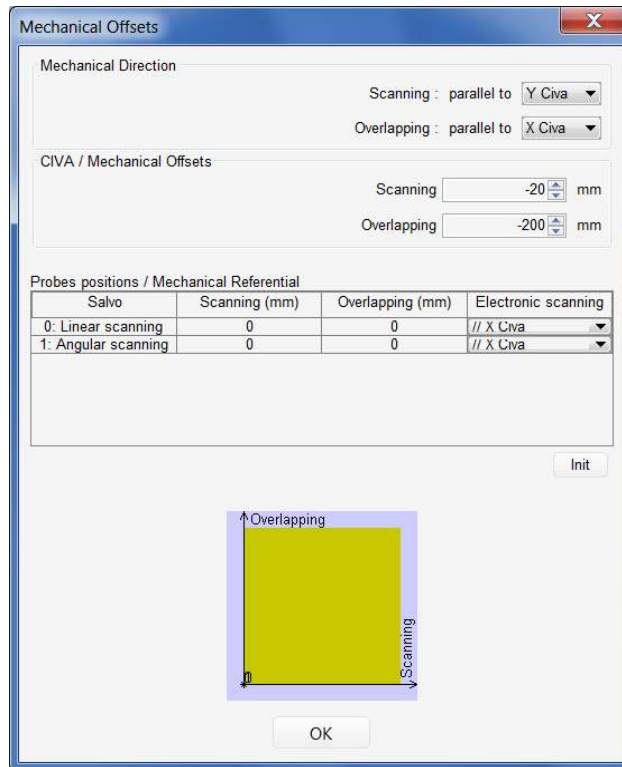 Mechanical Offsets
Mechanical Direction
Scanning : parallel to Y Civa
Overlapping : parallel to X Civa
CIVA / Mechanical Offsets
Scanning -20 mm
Overlapping -200 mm
Probes positions / Mechanical Referential
Salvo Scanning (mm) Overlapping (mm) Electronic scanning
0: Linear scanning 0 0 // X Civa
1: Angular scanning 0 0 // X Civa
Init
Overlapping
Scanning
OK